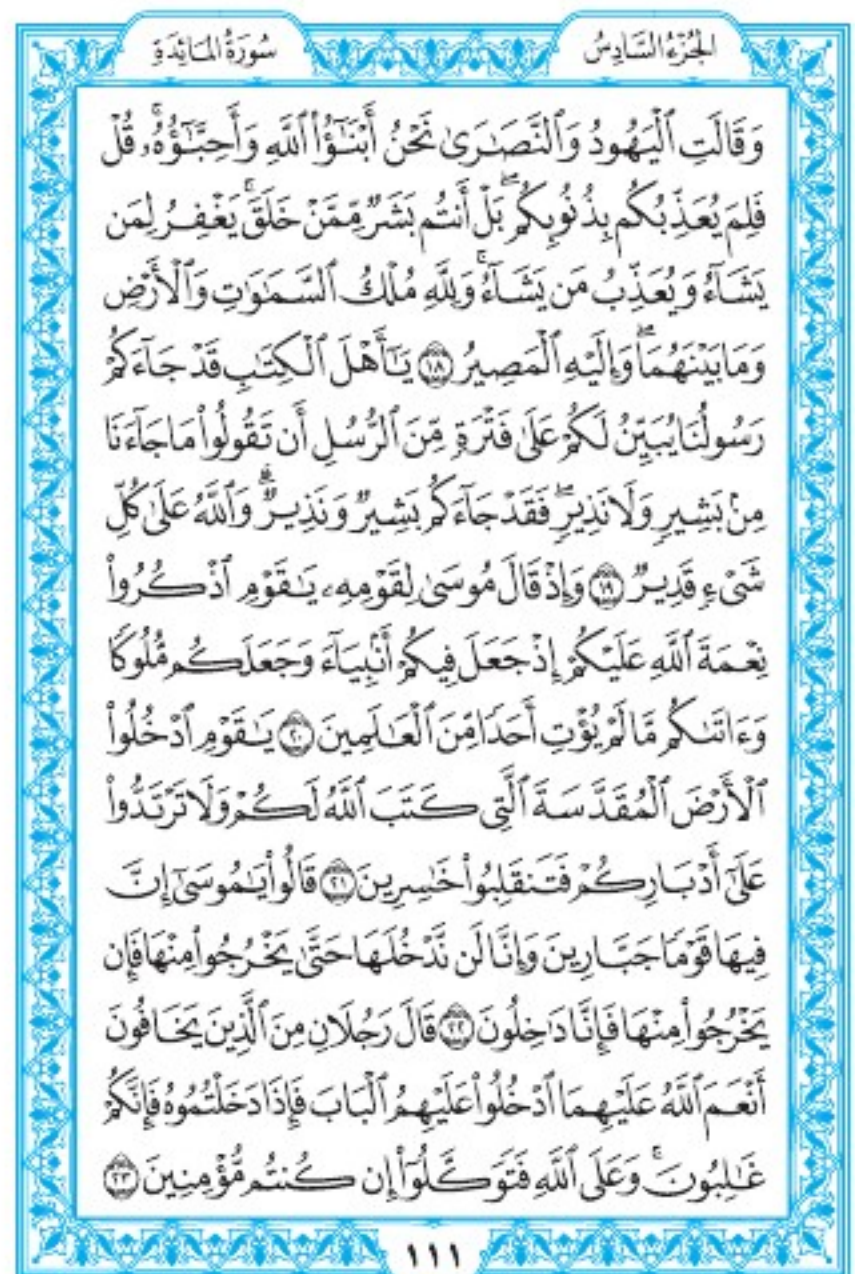 الجُزْءُ السَّادِسُ
سُورَةُ المَائِدَةِ
وَقَالَتِ ٱلْيَهُودُ وَٱلنَّصَٰرَىٰ نَحْنُ أَبْنَٰٓؤُا۟ ٱللَّهِ وَأَحِبَّٰٓؤُهُۥۚ قُلْ
فَلِمَ يُعَذِّبُكُم بِذُنُوبِكُمۖ بَلْ أَنتُم بَشَرٌ مِّمَّنْ خَلَقَۚ يَغْفِرُ لِمَن
يَشَآءُ وَيُعَذِّبُ مَن يَشَآءُۚ وَلِلَّهِ مُلْكُ ٱلسَّمَٰوَٰتِ وَٱلْأَرْضِ
وَمَا بَيْنَهُمَاۖ وَإِلَيْهِ ٱلْمَصِيرُ ١٨ يَٰٓأَهْلَ ٱلْكِتَٰبِ قَدْ جَآءَكُمْ
رَسُولُنَا يُبَيِّنُ لَكُمْ عَلَىٰ فَتْرَةٍ مِّنَ ٱلرُّسُلِ أَن تَقُولُوا۟ مَا جَآءَنَا
مِنۢ بَشِيرٍ وَلَا نَذِيرٍۖ فَقَدْ جَآءَكُم بَشِيرٌ وَنَذِيرٌۗ وَٱللَّهُ عَلَىٰ كُلِّ
شَىْءٍ قَدِيرٌ ١٩ وَإِذْ قَالَ مُوسَىٰ لِقَوْمِهِۦ يَٰقَوْمِ ٱذْكُرُوا۟
نِعْمَةَ ٱللَّهِ عَلَيْكُمْ إِذْ جَعَلَ فِيكُمْ أَنۢبِيَآءَ وَجَعَلَكُم مُّلُوكًا
وَءَاتَىٰكُم مَّا لَمْ يُؤْتِ أَحَدًا مِّنَ ٱلْعَٰلَمِينَ ٢٠ يَٰقَوْمِ ٱدْخُلُوا۟
ٱلْأَرْضَ ٱلْمُقَدَّسَةَ ٱلَّتِى كَتَبَ ٱللَّهُ لَكُمْ وَلَا تَرْتَدُّوا۟
عَلَىٰٓ أَدْبَارِكُمْ فَتَنقَلِبُوا۟ خَٰسِرِينَ ٢١ قَالُوا۟ يَٰمُوسَىٰٓ إِنَّ
فِيهَا قَوْمًا جَبَّارِينَ وَإِنَّا لَن نَّدْخُلَهَا حَتَّىٰ يَخْرُجُوا۟ مِنْهَا فَإِن
يَخْرُجُوا۟ مِنْهَا فَإِنَّا دَٰخِلُونَ ٢٢ قَالَ رَجُلَانِ مِنَ ٱلَّذِينَ يَخَافُونَ
أَنْعَمَ ٱللَّهُ عَلَيْهِمَا ٱدْخُلُوا۟ عَلَيْهِمُ ٱلْبَابَ فَإِذَا دَخَلْتُمُوهُ فَإِنَّكُمْ
غَٰلِبُونَۚ وَعَلَى ٱللَّهِ فَتَوَكَّلُوٓا۟ إِن كُنتُم مُّؤْمِنِينَ ٢٣
١١١